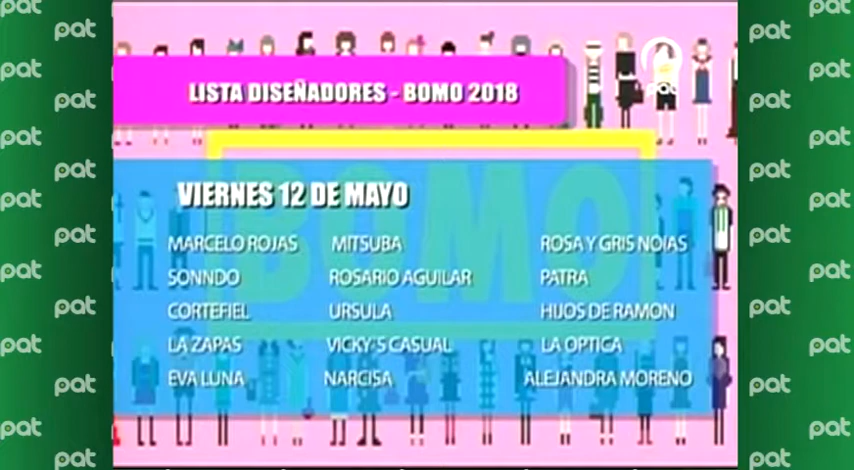 LISTA DISEÑADORES - BOMO 2018
BOMO
VIERNES 12 DE MAYO
MARCELO ROJAS MITSUBA ROSA Y GRIS NOIAS
SONNDO ROSARIO AGUILAR PATRA
CORTEFIEL URSULA HIJOS DE RAMON
LA ZAPAS VICKY'S CASUAL LA OPTICA
EVA LUNA NARCISA ALEJANDRA MORENO
pat